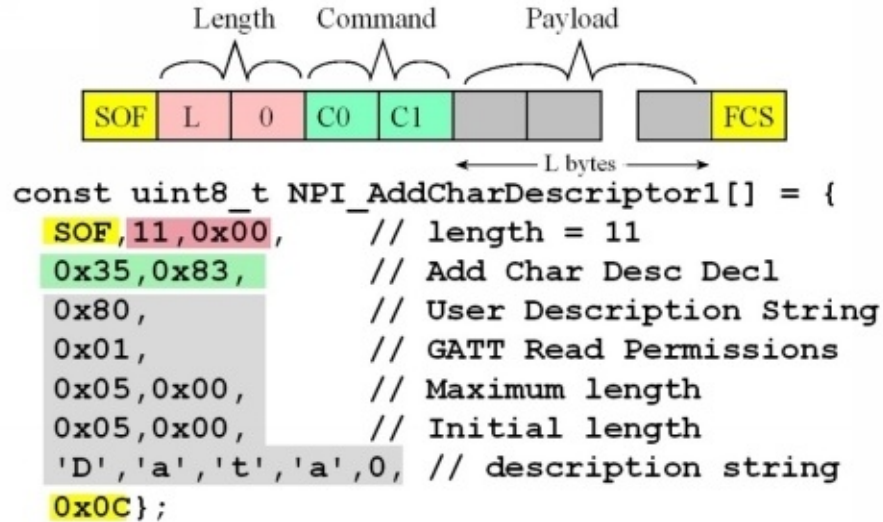 Length Command Payload
SOF L 0 C0 C1 FCS
L bytes
const uint8_t NPI_AddCharDescriptor1[] = {
SOF,11,0x00, // length = 11
0x35,0x83, // Add Char Desc Decl
0x80, // User Description String
0x01, // GATT Read Permissions
0x05,0x00, // Maximum length
0x05,0x00, // Initial length
'D','a','t','a',0, // description string
0x0C};